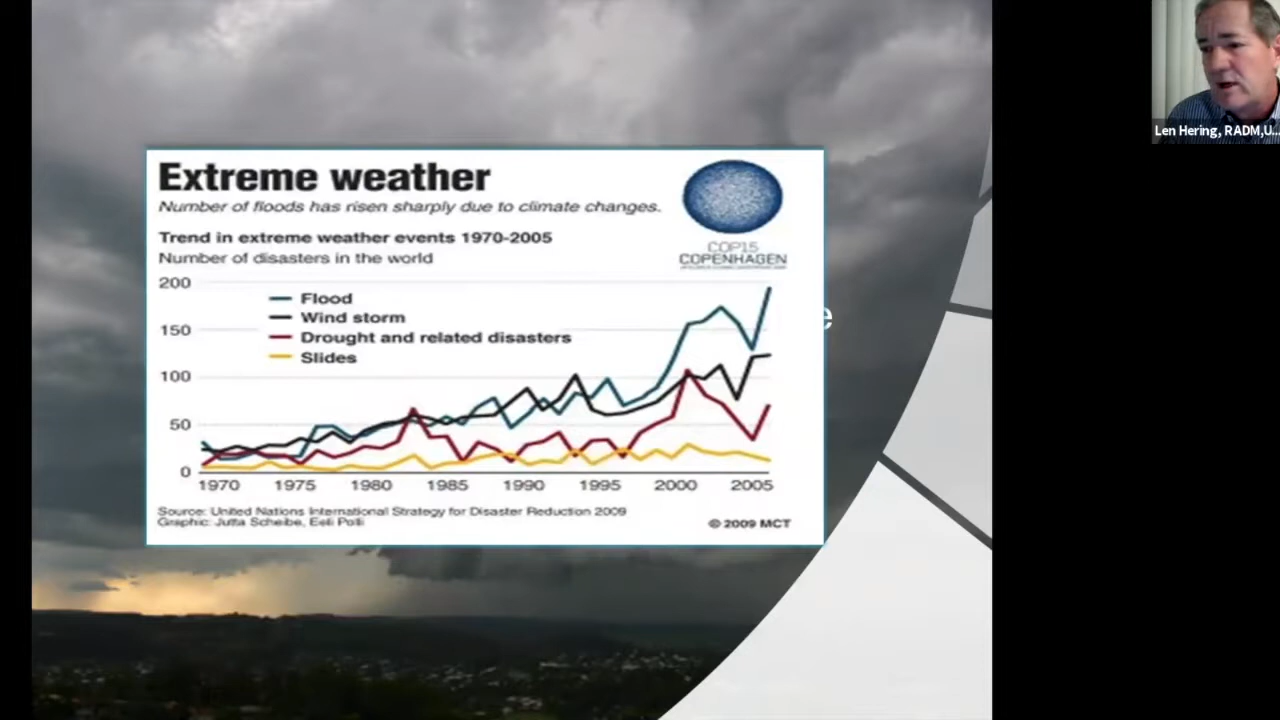 Extreme weather
Number of floods has risen sharply due to climate changes.
Trend in extreme weather events 1970-2005
Number of disasters in the world
COP15
COPENHAGEN
200
150
100
50
0
Flood
Wind storm
Drought and related disasters
Slides
1970 1975 1980 1985 1990 1995 2000 2005
Source: United Nations International Strategy for Disaster Reduction 2009
Graphic: Jutta Scheibe, Eeli Polli
© 2009 MCT
e
Len Hering, RADM,U...